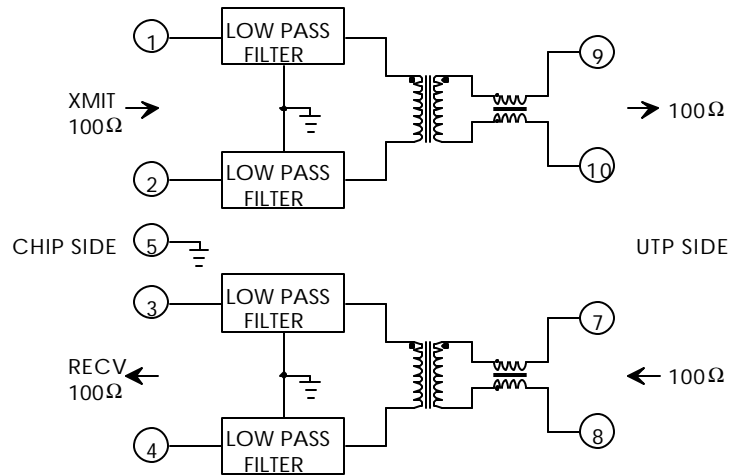 1
LOW PASS
FILTER
9
XMIT
100Ω
100Ω
2
LOW PASS
FILTER
10
CHIP SIDE
5
UTP SIDE
3
LOW PASS
FILTER
7
RECV
100Ω
100Ω
4
LOW PASS
FILTER
8